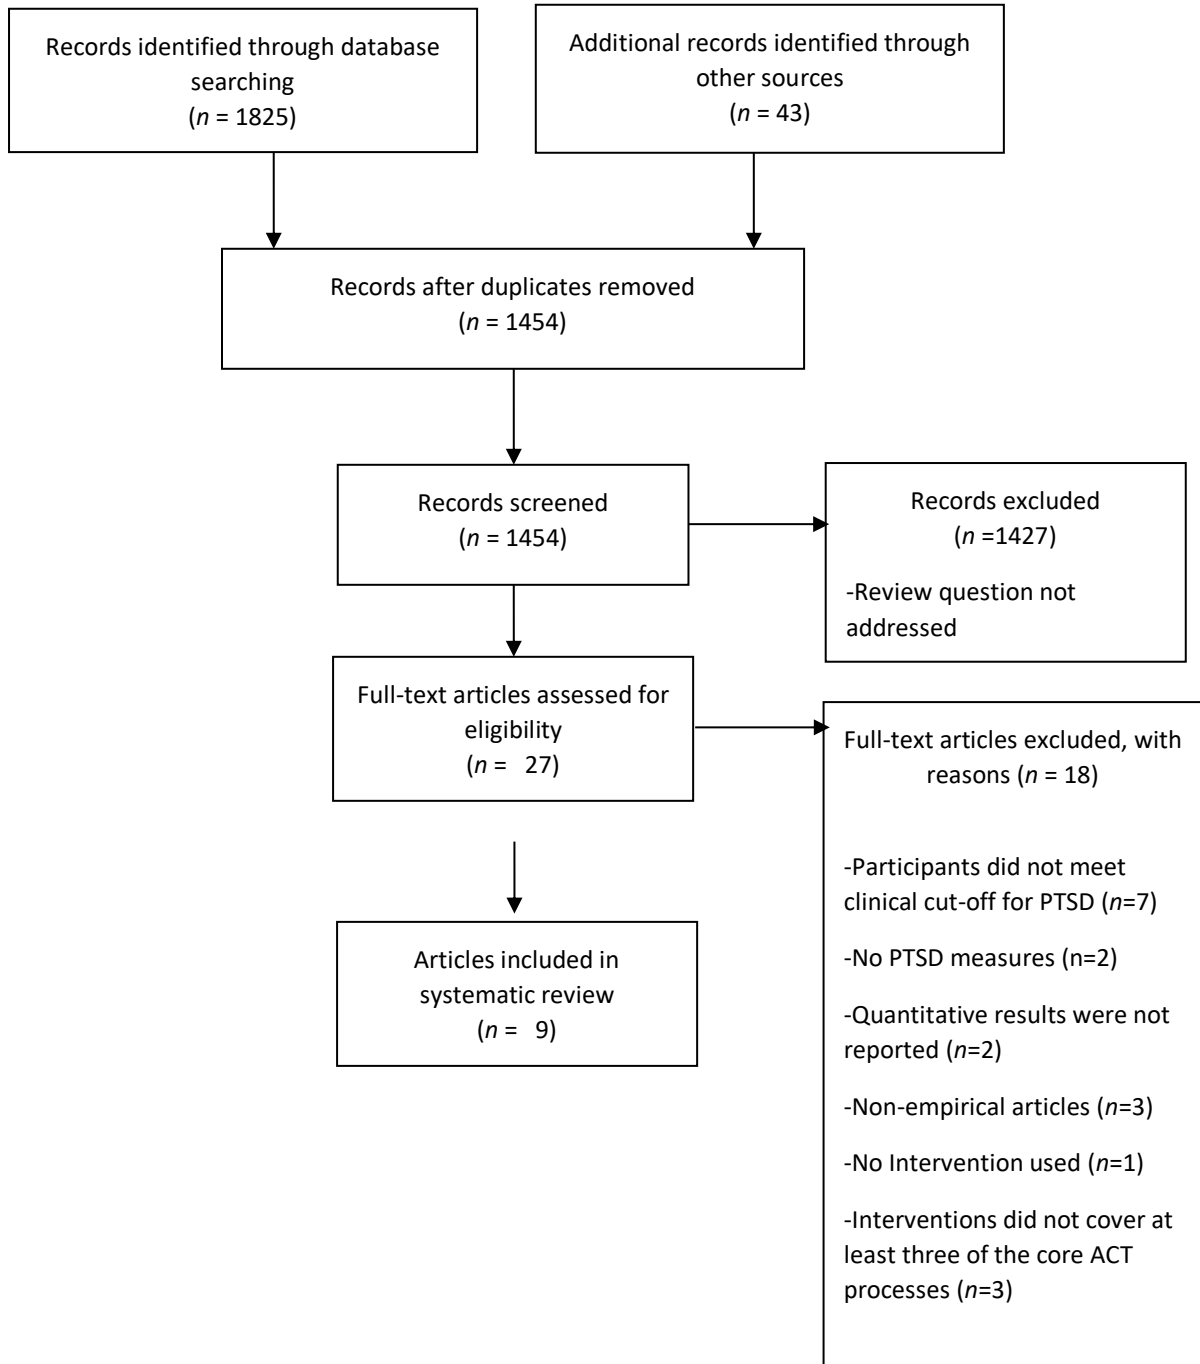 Records identified through database
searching
(n = 1825)
Additional records identified through
other sources
(n = 43)
Records after duplicates removed
(n = 1454)
Records screened
(n = 1454)
Records excluded
(n =1427)
-Review question not
addressed
Full-text articles assessed for
eligibility
(n = 27)
Full-text articles excluded, with
reasons (n = 18)
-Participants did not meet
clinical cut-off for PTSD (n=7)
-No PTSD measures (n=2)
-Quantitative results were not
reported (n=2)
-Non-empirical articles (n=3)
-No Intervention used (n=1)
-Interventions did not cover at
least three of the core ACT
processes (n=3)
Articles included in
systematic review
(n = 9)